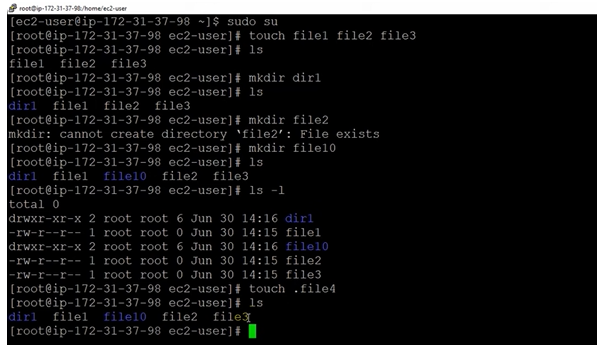 root@ip-172-31-37-98:/home/ec2-user
[ec2-user@ip-172-31-37-98 ~]$ sudo su
[root@ip-172-31-37-98 ec2-user]# touch file1 file2 file3
[root@ip-172-31-37-98 ec2-user]# ls
file1  file2  file3
[root@ip-172-31-37-98 ec2-user]# mkdir dir1
[root@ip-172-31-37-98 ec2-user]# ls
dir1  file1  file2  file3
[root@ip-172-31-37-98 ec2-user]# mkdir file2
mkdir: cannot create directory ‘file2’: File exists
[root@ip-172-31-37-98 ec2-user]# mkdir file10
[root@ip-172-31-37-98 ec2-user]# ls
dir1  file1  file10  file2  file3
[root@ip-172-31-37-98 ec2-user]# ls -l
total 0
drwxr-xr-x 2 root root 6 Jun 30 14:16 dir1
-rw-r--r-- 1 root root 0 Jun 30 14:15 file1
drwxr-xr-x 2 root root 6 Jun 30 14:16 file10
-rw-r--r-- 1 root root 0 Jun 30 14:15 file2
-rw-r--r-- 1 root root 0 Jun 30 14:15 file3
[root@ip-172-31-37-98 ec2-user]# touch .file4
[root@ip-172-31-37-98 ec2-user]# ls
dir1  file1  file10  file2  file3
[root@ip-172-31-37-98 ec2-user]#